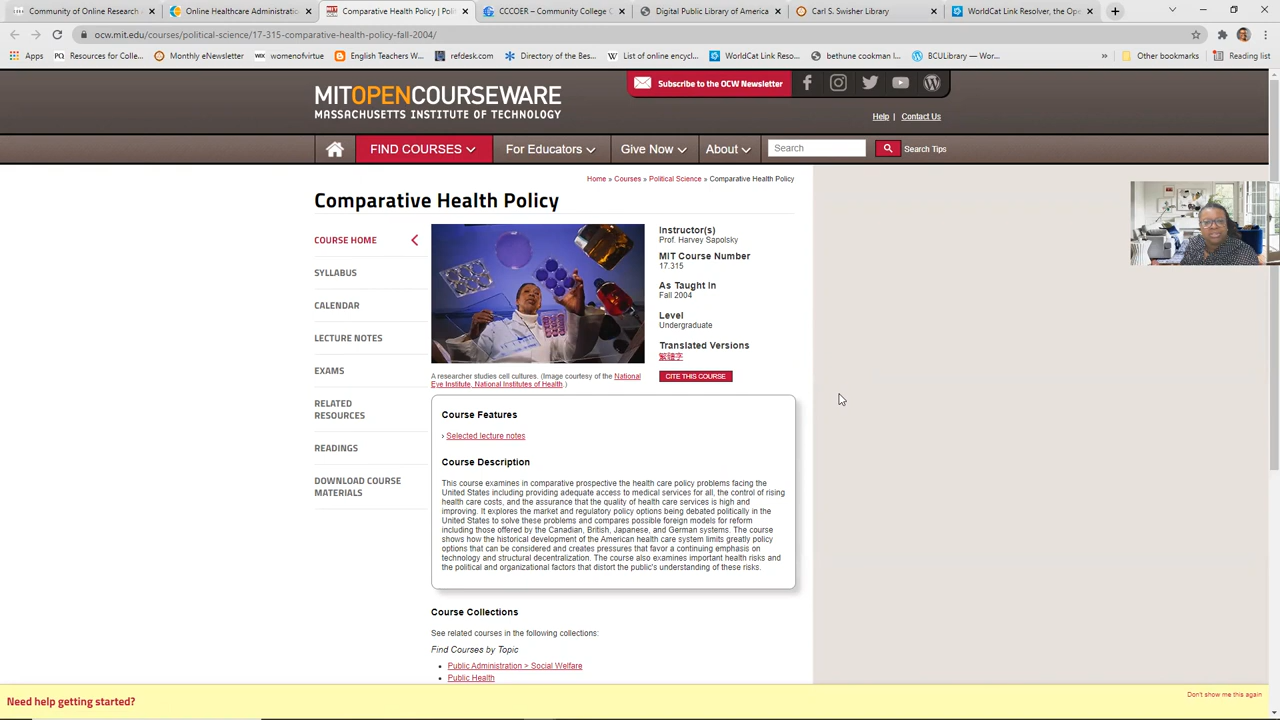 Community of Online Research
Online Healthcare Administration
Comparative Health Policy | Pol
CCCOER – Community College C
Digital Public Library of America
Carl S. Swisher Library
WorldCat Link Resolver, the Ope
ocw.mit.edu/courses/political-science/17-315-comparative-health-policy-fall-2004/
Apps
Resources for Colle...
Monthly eNewsletter
womenofvirtue
English Teachers W...
refdesk.com
Directory of the Bes...
List of online encycl...
WorldCat Link Reso...
bethune cookman l...
BCULibrary — Wor...
»
Other bookmarks
Reading list
MITOPENCOURSEWARE
MASSACHUSETTS INSTITUTE OF TECHNOLOGY
Subscribe to the OCW Newsletter
Help | Contact Us
FIND COURSES
For Educators
Give Now
About
Search
Search Tips
Home » Courses » Political Science » Comparative Health Policy
Comparative Health Policy
COURSE HOME
SYLLABUS
CALENDAR
LECTURE NOTES
EXAMS
RELATED
RESOURCES
READINGS
DOWNLOAD COURSE
MATERIALS
A researcher studies cell cultures. (Image courtesy of the National
Eye Institute, National Institutes of Health.)
Instructor(s)
Prof. Harvey Sapolsky
MIT Course Number
17.315
As Taught In
Fall 2004
Level
Undergraduate
Translated Versions
繁體字
CITE THIS COURSE
Course Features
› Selected lecture notes
Course Description
This course examines in comparative prospective the health care policy problems facing the
United States including providing adequate access to medical services for all, the control of rising
health care costs, and the assurance that the quality of health care services is high and
improving. It explores the market and regulatory policy options being debated politically in the
United States to solve these problems and compares possible foreign models for reform
including those offered by the Canadian, British, Japanese, and German systems. The course
shows how the historical development of the American health care system limits greatly policy
options that can be considered and creates pressures that favor a continuing emphasis on
technology and structural decentralization. The course also examines important health risks and
the political and organizational factors that distort the public's understanding of these risks.
Course Collections
See related courses in the following collections:
Find Courses by Topic
Public Administration > Social Welfare
Public Health
Need help getting started?
Don't show me this again